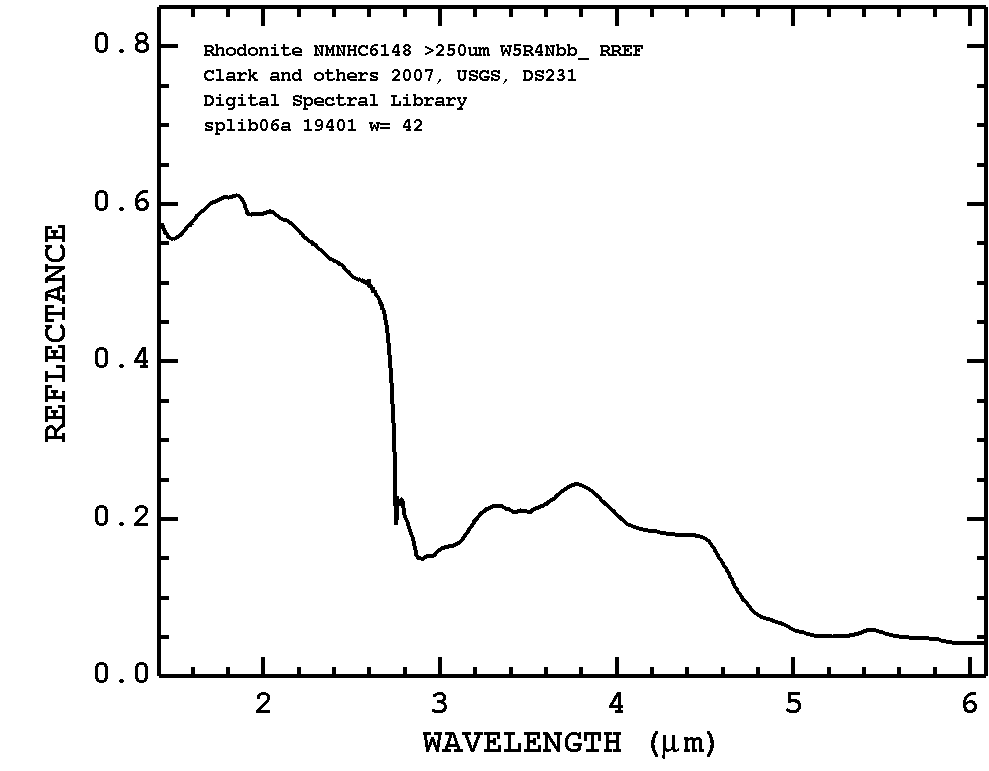 Rhodonite NMNHC6148 >250um W5R4Nbb_ RREF
Clark and others 2007, USGS, DS231
Digital Spectral Library
splib06a 19401 w= 42
0.8
0.6
0.4
0.2
0.0
REFLECTANCE
2 3 4 5 6
WAVELENGTH (μm)